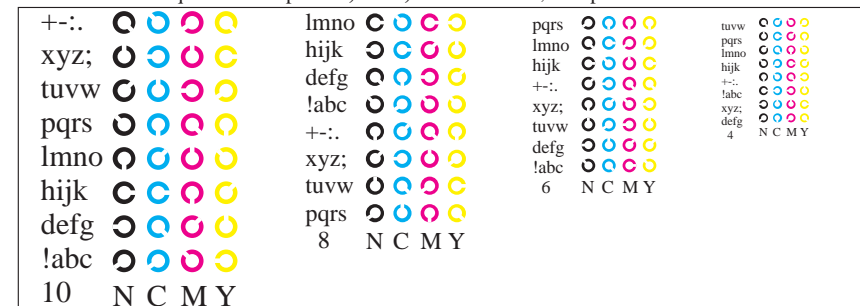 +-:.
xyz;
tuvw
pqrs
lmno
hijk
defg
!abc
10 N C M Y
lmno
hijk
defg
!abc
+-:.
xyz;
tuvw
pqrs
8 N C M Y
pqrs
lmno
hijk
+-:.
xyz;
tuvw
defg
!abc
6 N C M Y
tuvw
pqrs
lmno
hijk
+-:.
!abc
xyz;
defg
4 N C M Y